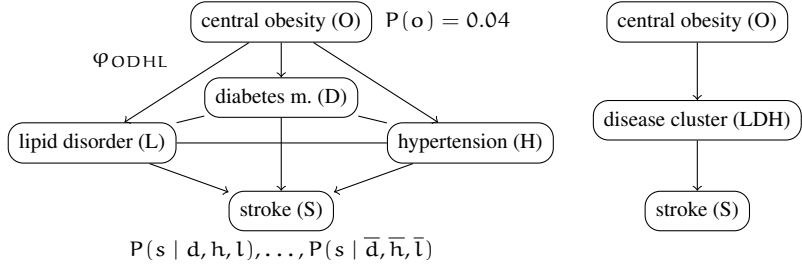 central obesity (O) P(o) = 0.04 central obesity (O)
φODHL
diabetes m. (D)
lipid disorder (L) hypertension (H) disease cluster (LDH)
stroke (S) stroke (S)
P(s | d, h, l), . . . , P(s | d̅, h̅, l̅)